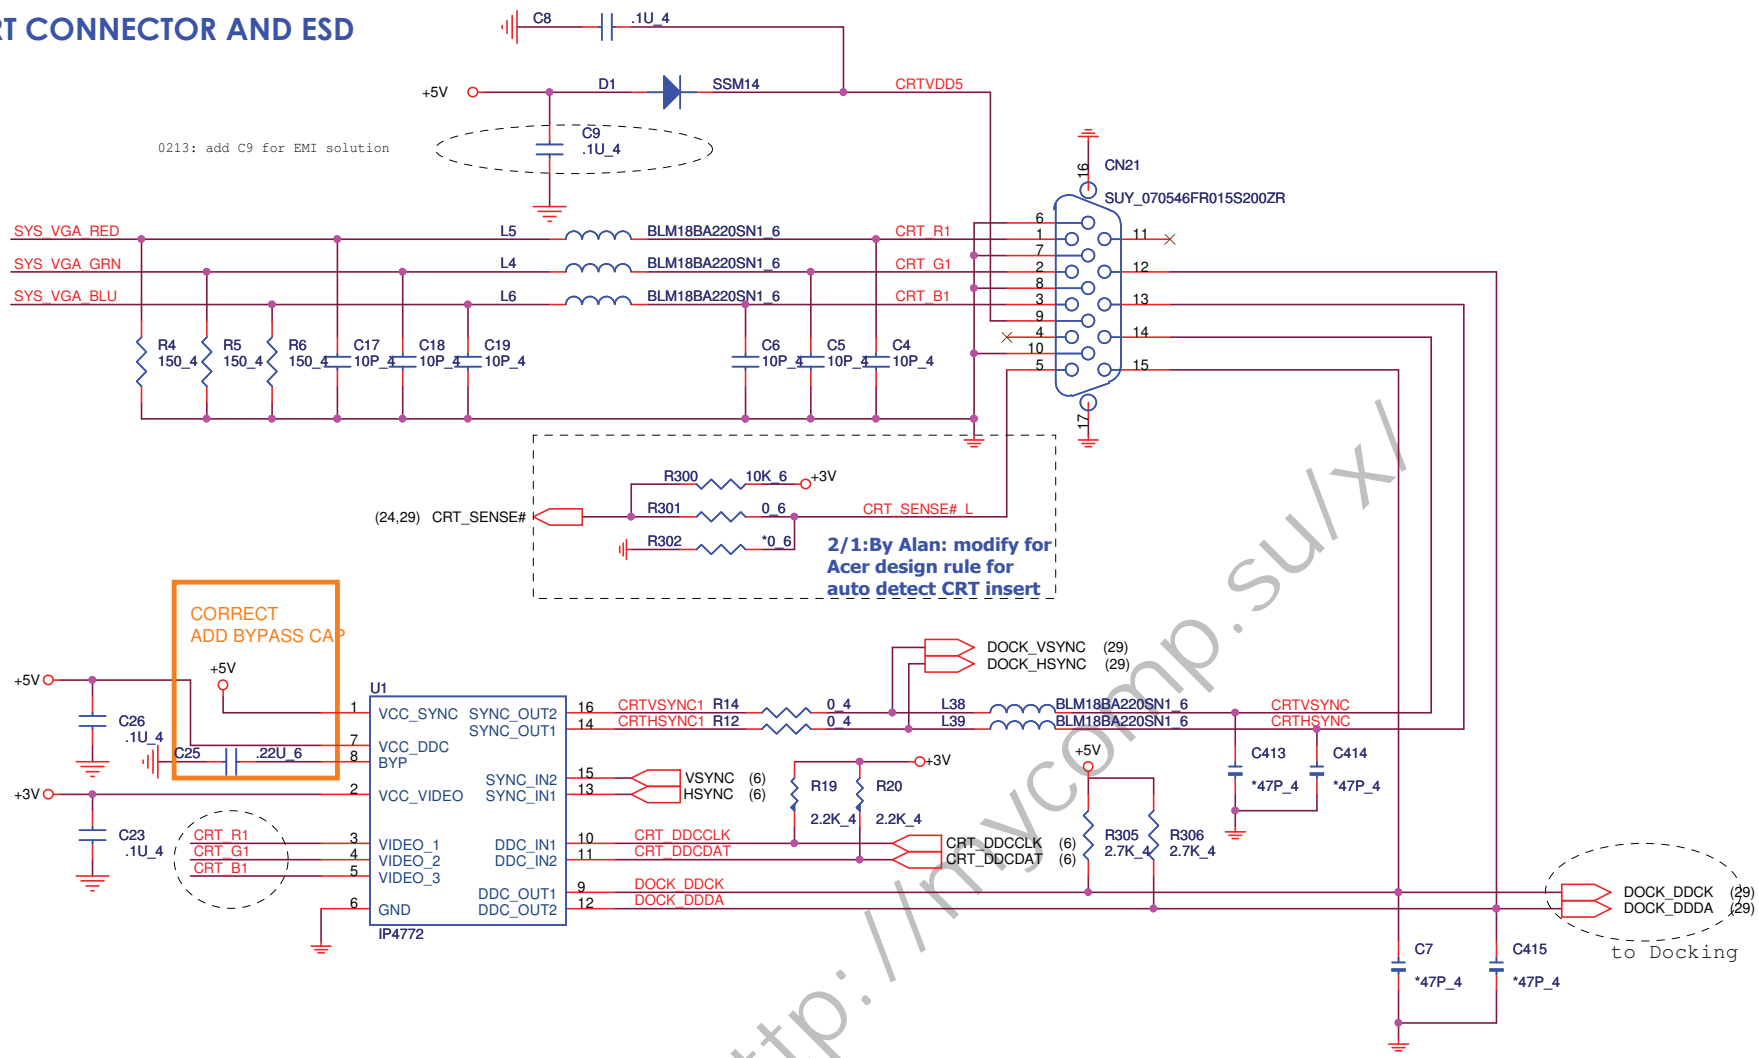 RT CONNECTOR AND ESD
C8 .1U_4
+5V D1 SSM14 CRTVDD5
C9
.1U_4
0213: add C9 for EMI solution
CN21
SUY_070546FR015S200ZR
16
17
6
1
7
2
8
3
9
4
10
5
11
12
13
14
15
SYS_VGA_RED L5 BLM18BA220SN1_6 CRT_R1
SYS_VGA_GRN L4 BLM18BA220SN1_6 CRT_G1
SYS_VGA_BLU L6 BLM18BA220SN1_6 CRT_B1
R4 R5 R6 C17 C18 C19 C6 C5 C4
150_4 150_4 150_4 10P_4 10P_4 10P_4 10P_4 10P_4 10P_4
R300 10K_6 +3V
(24,29) CRT_SENSE# R301 0_6 CRT_SENSE#_L
R302 *0_6
2/1:By Alan: modify for
Acer design rule for
auto detect CRT insert
CORRECT
ADD BYPASS CAP
+5V
+5V
C26
.1U_4
C25 .22U_6
+3V
C23
.1U_4
CRT_R1
CRT_G1
CRT_B1
U1
1 VCC_SYNC SYNC_OUT2 16
SYNC_OUT1 14
7 VCC_DDC
8 BYP
SYNC_IN2 15
2 VCC_VIDEO SYNC_IN1 13
3 VIDEO_1 DDC_IN1 10
4 VIDEO_2 DDC_IN2 11
5 VIDEO_3
DDC_OUT1 9
6 GND DDC_OUT2 12
IP4772
DOCK_VSYNC (29)
DOCK_HSYNC (29)
CRTVSYNC1 R14 0_4 L38 BLM18BA220SN1_6 CRTVSYNC
CRTHSYNC1 R12 0_4 L39 BLM18BA220SN1_6 CRTHSYNC
VSYNC (6)
HSYNC (6)
+3V
R19 R20
2.2K_4 2.2K_4
+5V
C413 C414
*47P_4 *47P_4
CRT_DDCCLK CRT_DDCCLK (6)
CRT_DDCDAT CRT_DDCDAT (6)
R305 R306
2.7K_4 2.7K_4
DOCK_DDCK DOCK_DDCK (29)
DOCK_DDDA DOCK_DDDA (29)
to Docking
C7 C415
*47P_4 *47P_4
ttp://mycomp.su/x/